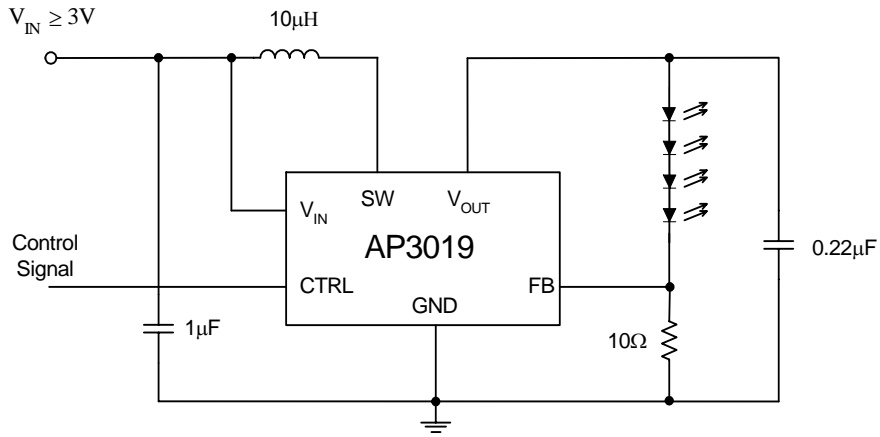 V_IN ≥ 3V
10μH
SW
V_OUT
V_IN
AP3019
Control
Signal
CTRL
FB
GND
0.22μF
1μF
10Ω